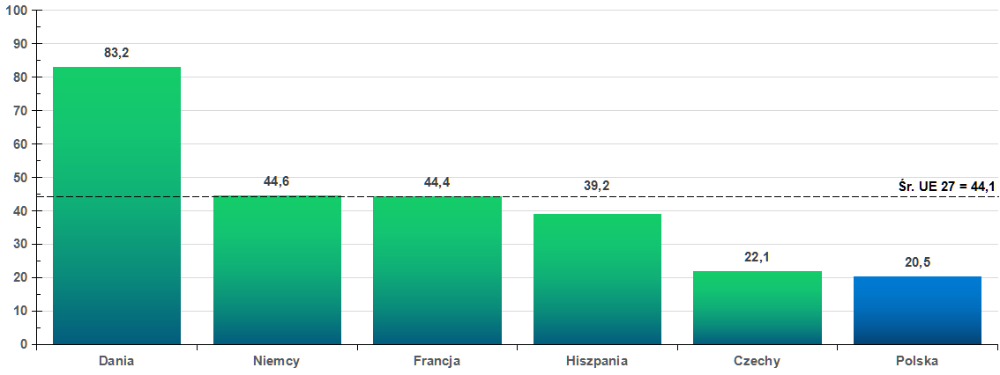 100
90
80
70
60
50
40
30
20
10
0
83,2
44,6
44,4
39,2
22,1
20,5
Śr. UE 27 = 44,1
Dania
Niemcy
Francja
Hiszpania
Czechy
Polska